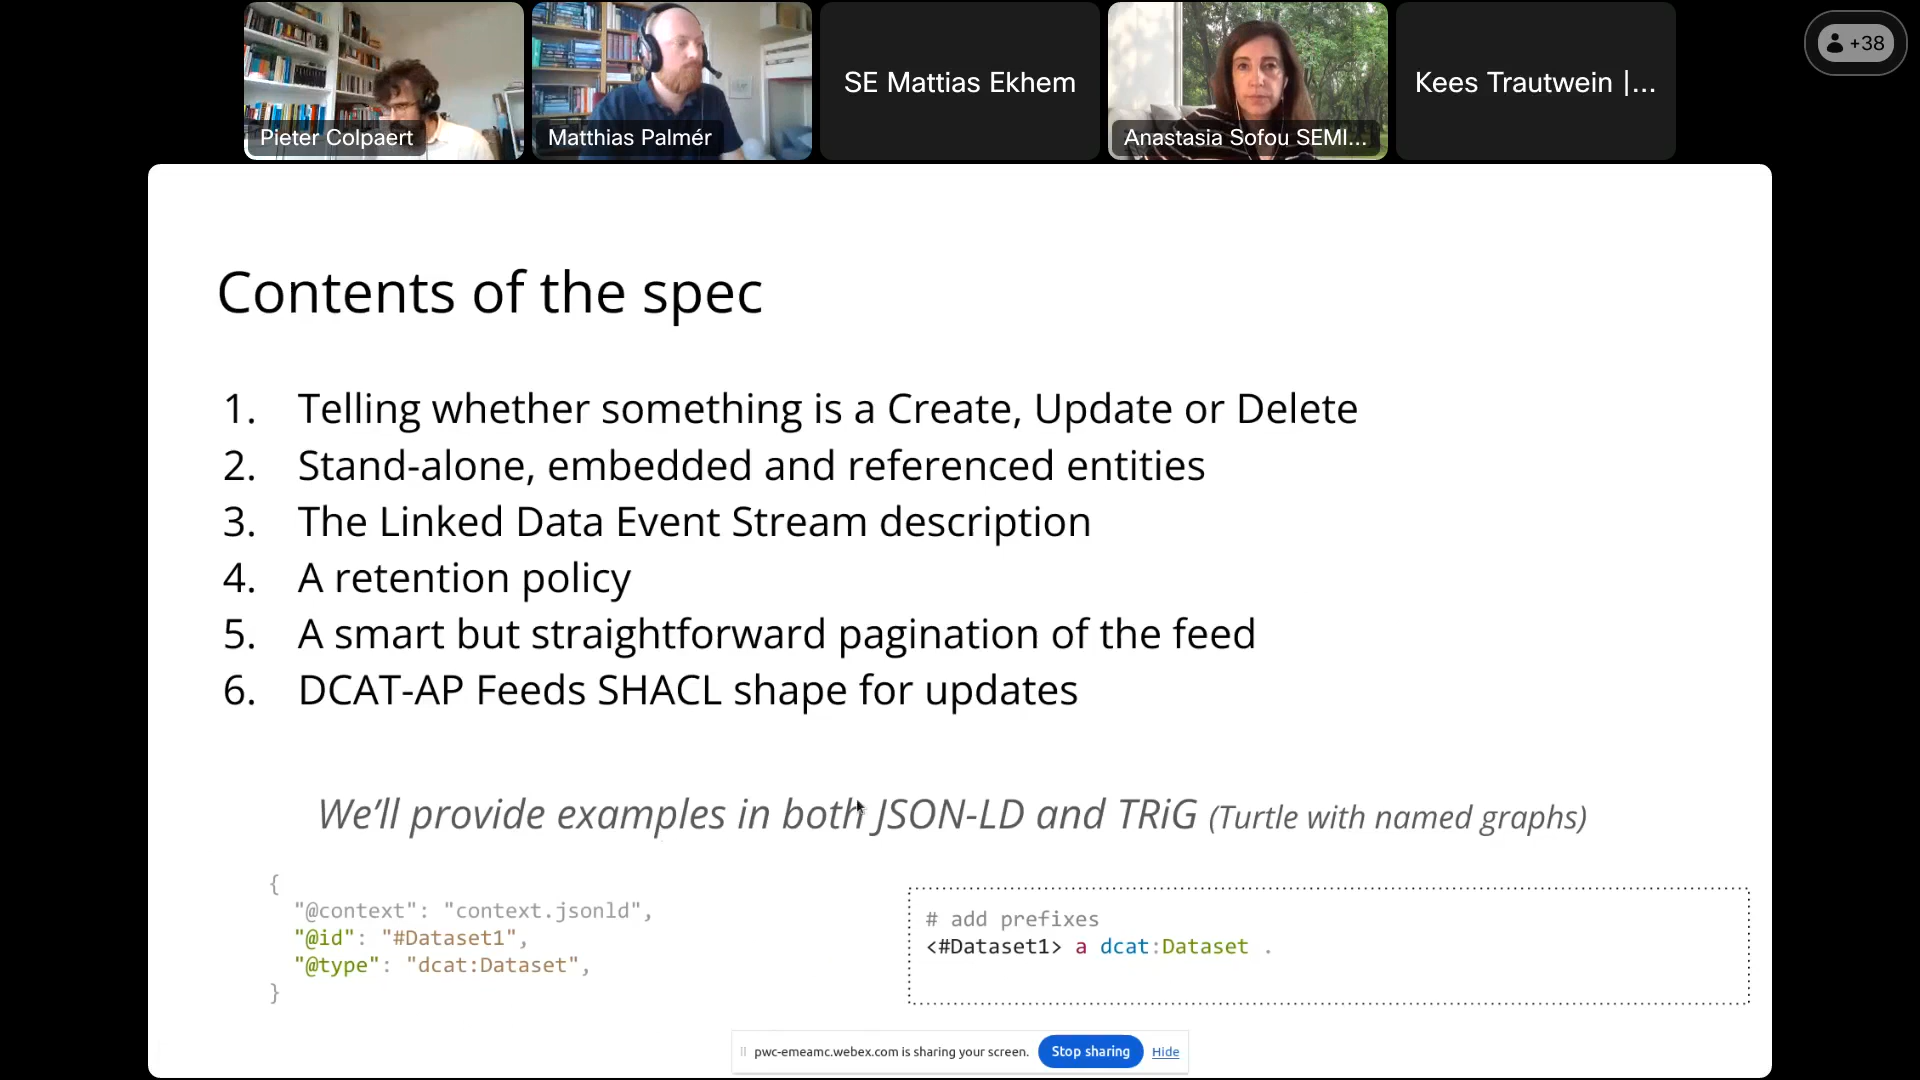 Pieter Colpaert
Matthias Palmér
SE Mattias Ekhem
Anastasia Sofou SEMI...
Kees Trautwein |...
+38
Contents of the spec
1. Telling whether something is a Create, Update or Delete
2. Stand-alone, embedded and referenced entities
3. The Linked Data Event Stream description
4. A retention policy
5. A smart but straightforward pagination of the feed
6. DCAT-AP Feeds SHACL shape for updates
We'll provide examples in both JSON-LD and TRiG (Turtle with named graphs)
{
"@context": "context.jsonld",
"@id": "#Dataset1",
"@type": "dcat:Dataset",
}
# add prefixes
<#Dataset1> a dcat:Dataset .
pwc-emeamc.webex.com is sharing your screen.
Stop sharing
Hide